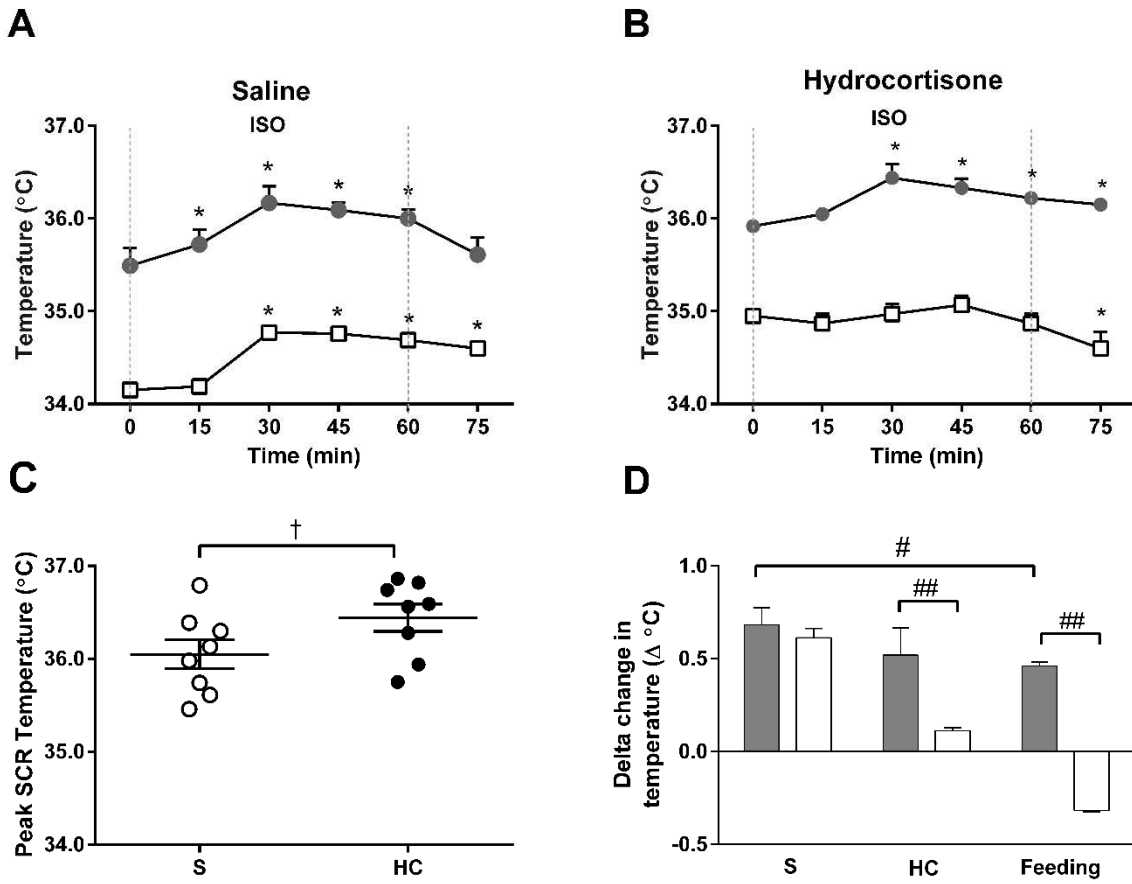 A
Saline
ISO
37.0
36.0
35.0
34.0
Temperature (°C)
* * * *
* * * *
0 15 30 45 60 75
Time (min)
B
Hydrocortisone
ISO
37.0
36.0
35.0
34.0
Temperature (°C)
* * * *
*
0 15 30 45 60 75
Time (min)
C
†
37.0
36.0
35.0
34.0
Peak SCR Temperature (°C)
S HC
D
#
##
##
1.0
0.5
0.0
-0.5
Delta change in
temperature (Δ °C)
S HC Feeding